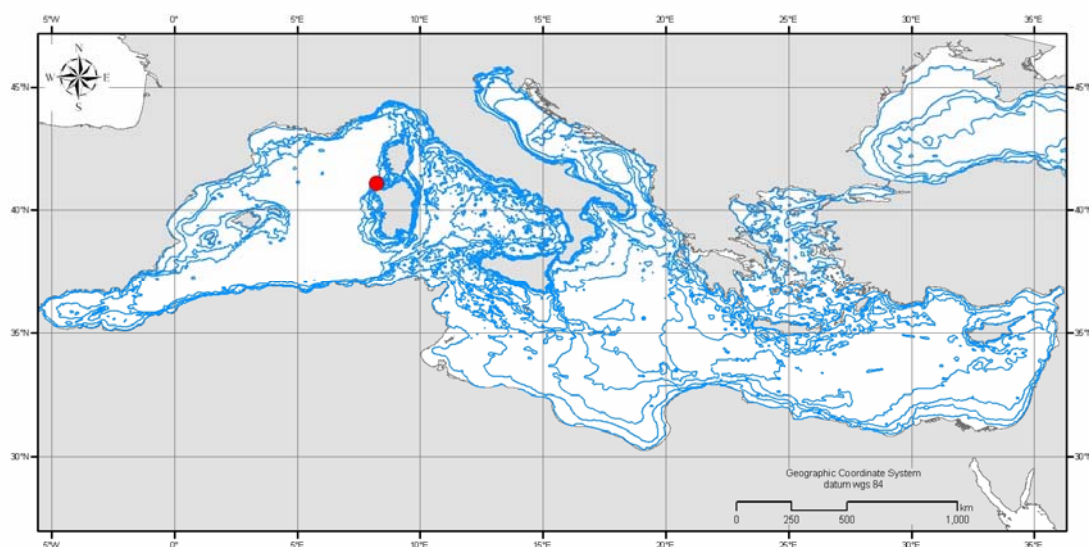 5°W 0° 5°E 10°E 15°E 20°E 25°E 30°E 35°E
N
W E
S
45°N 45°N
40°N 40°N
35°N 35°N
30°N 30°N
Geographic Coordinate System
datum wgs 84
km
0 250 500 1,000
5°W 0° 5°E 10°E 15°E 20°E 25°E 30°E 35°E